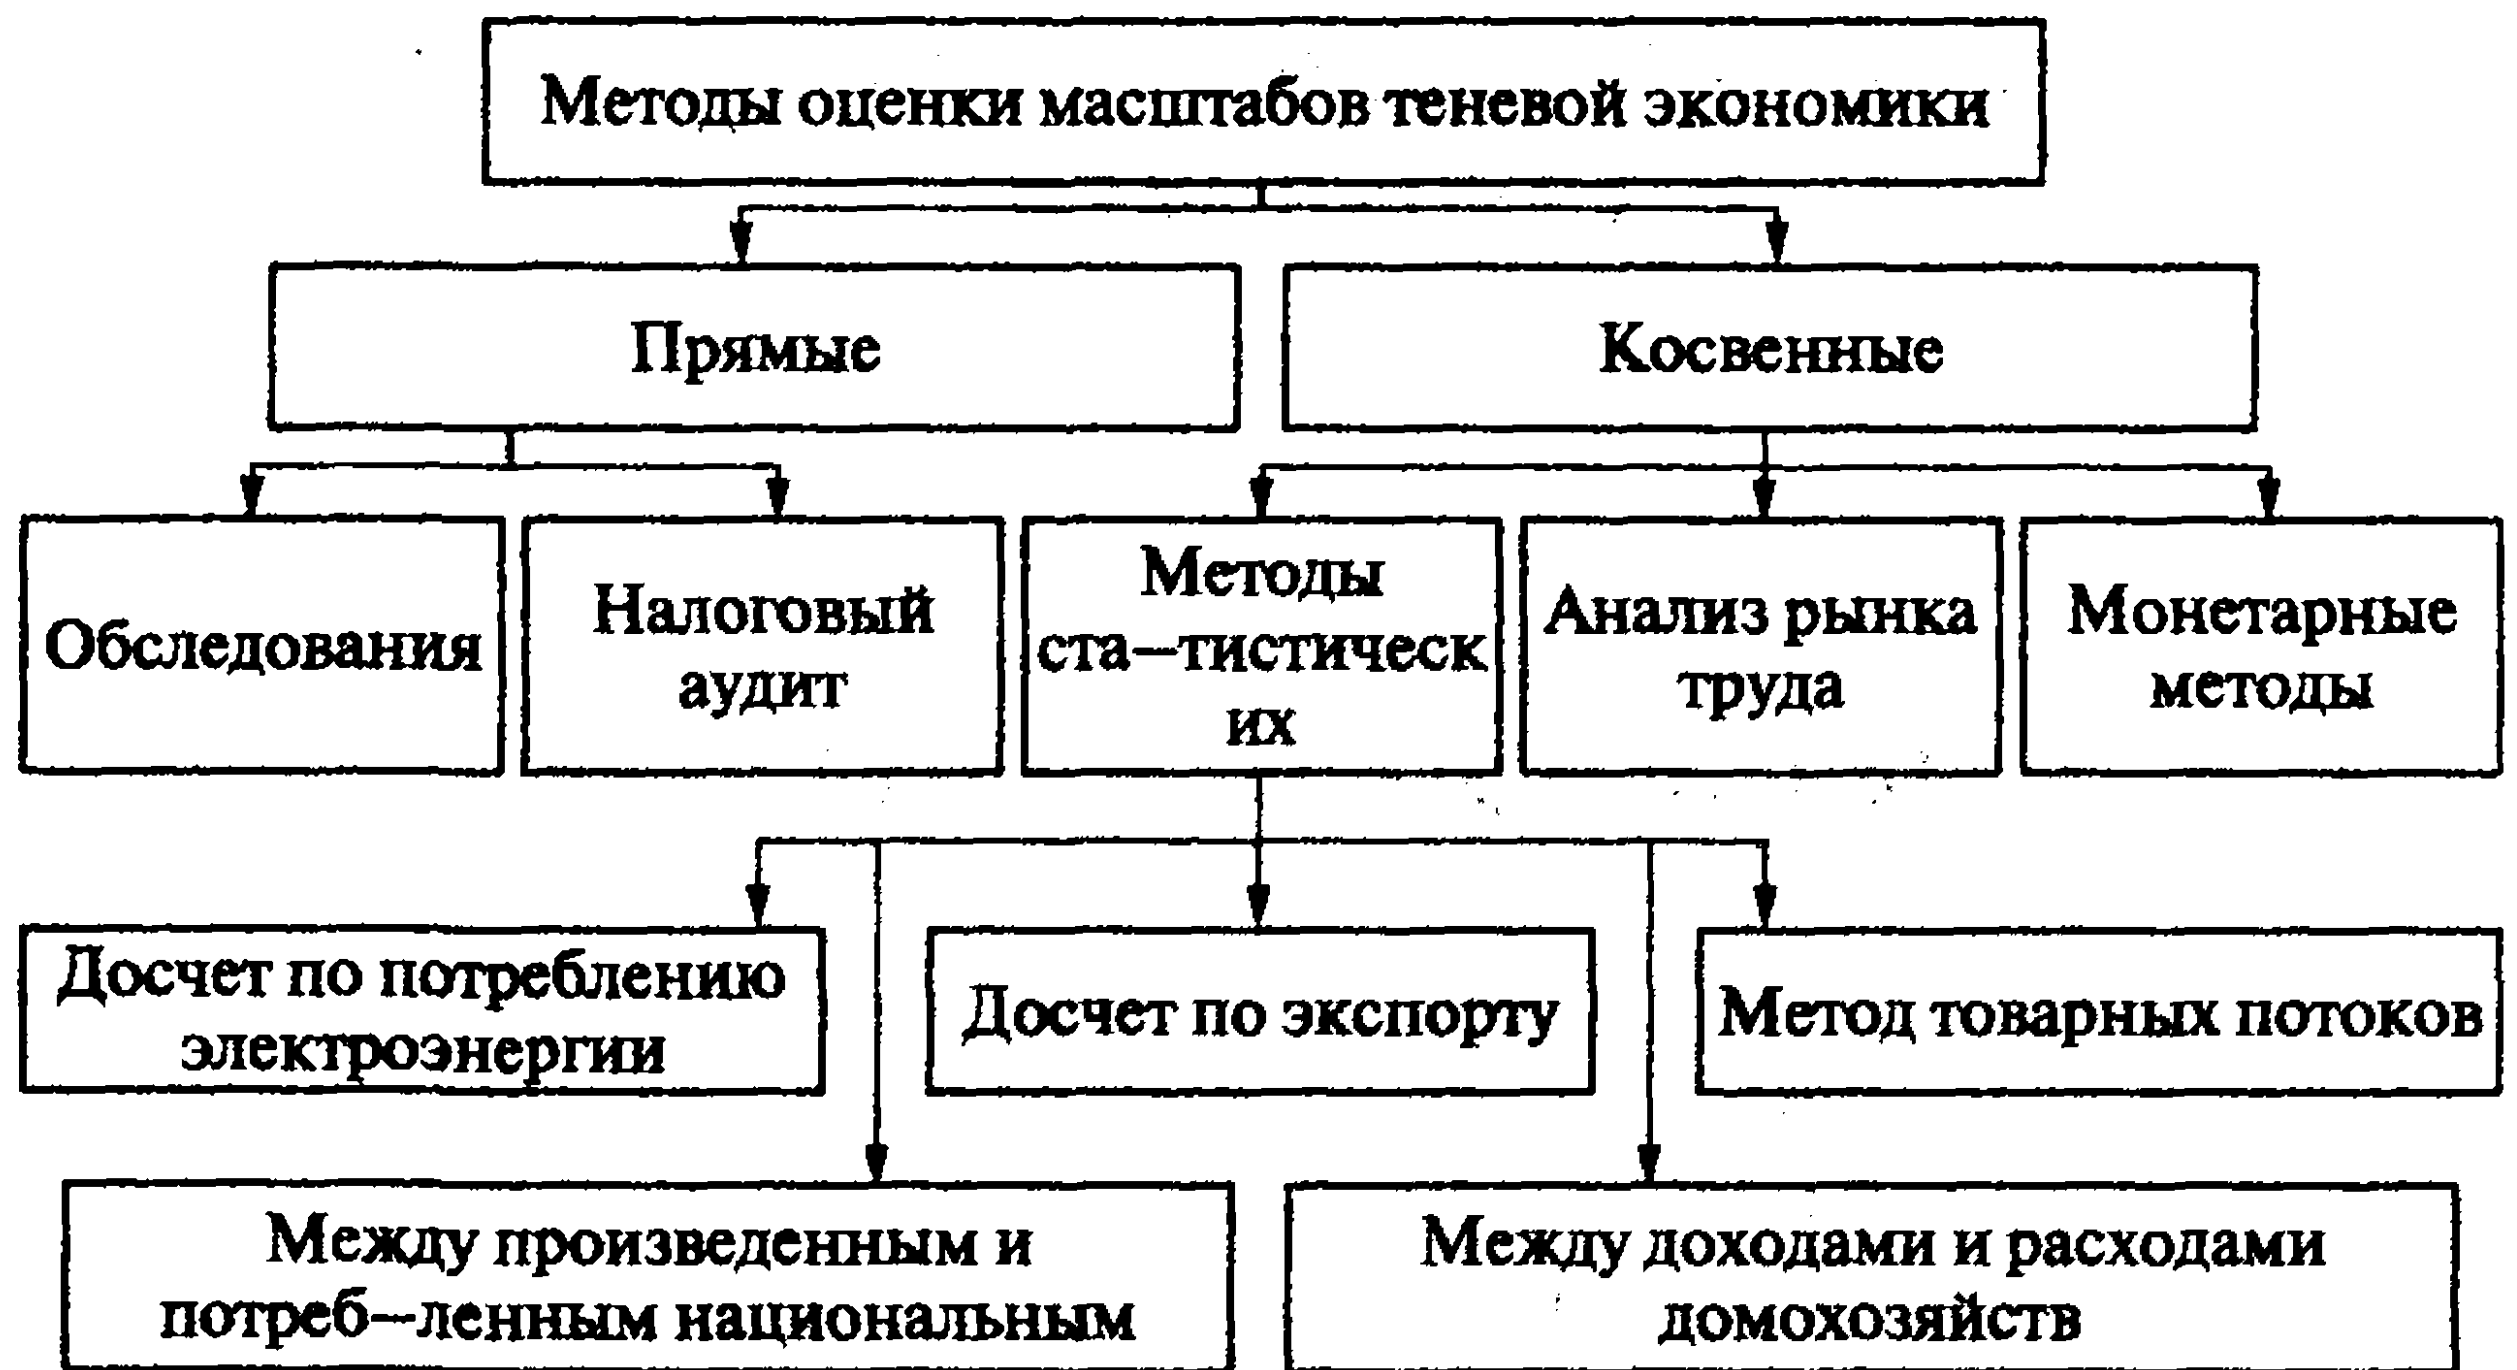 Методы оценки масштабов теневой экономики
Прямые
Косвенные
Обследования
Налоговый
аудит
Методы
ста–тистическ
их
Анализ рынка
труда
Монетарные
методы
Досчет по потреблению
электроэнергии
Досчет по экспорту
Метод товарных потоков
Между произведенным и
потреб–ленным национальным
Между доходами и расходами
домохозяйств